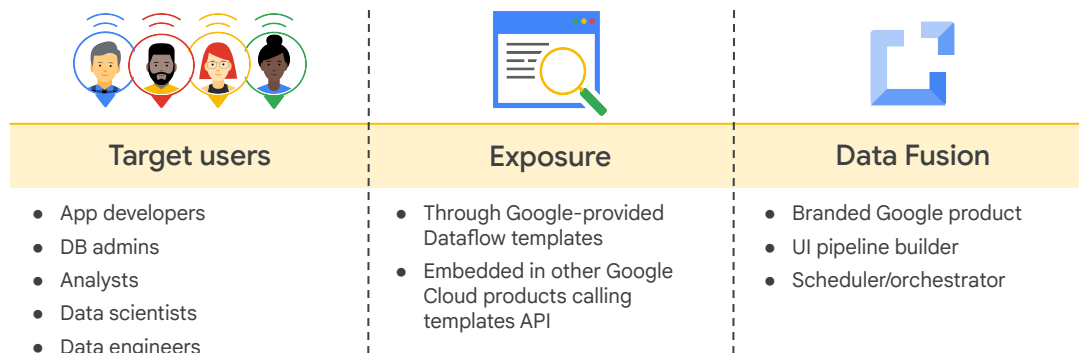 Target users
App developers
DB admins
Analysts
Data scientists
Data engineers
Exposure
Through Google-provided
Dataflow templates
Embedded in other Google
Cloud products calling
templates API
Data Fusion
Branded Google product
UI pipeline builder
Scheduler/orchestrator